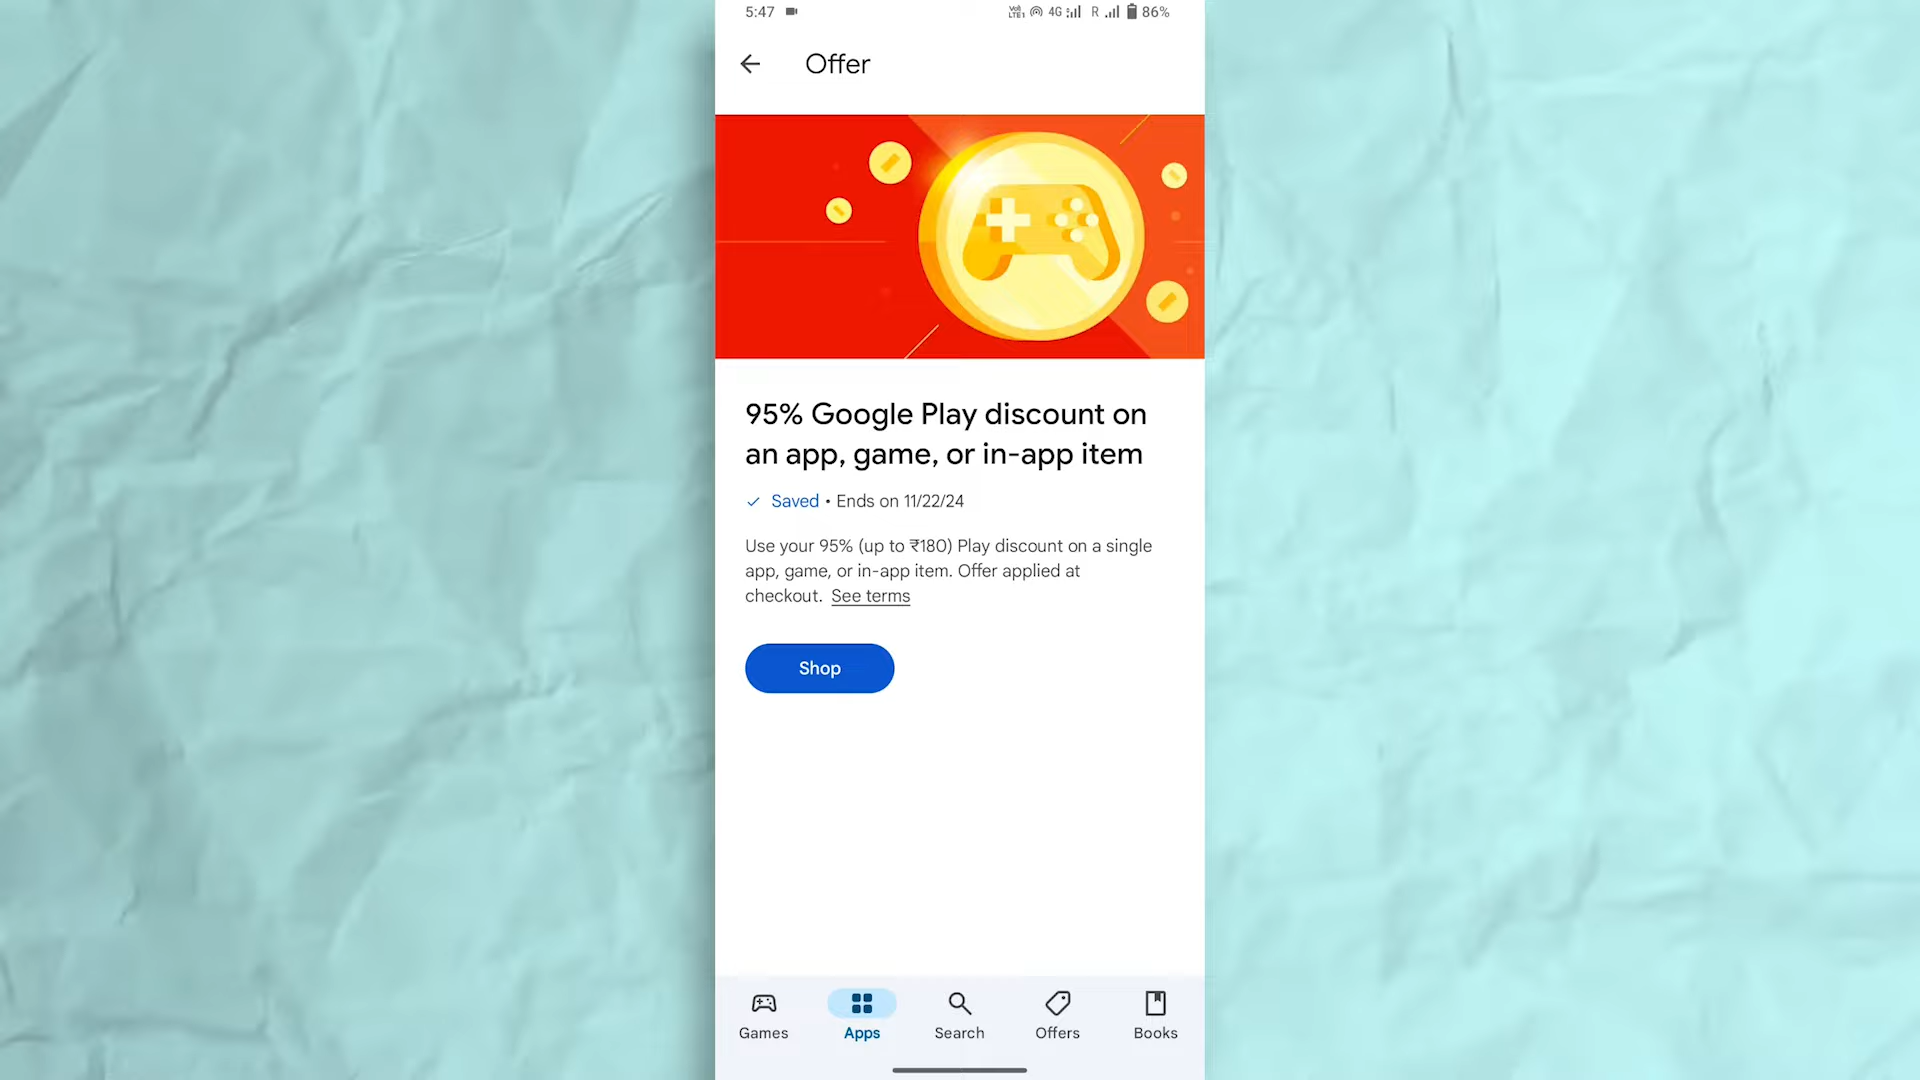 5:47 4G R 86%
Offer
95% Google Play discount on
an app, game, or in-app item
Saved • Ends on 11/22/24
Use your 95% (up to ₹180) Play discount on a single
app, game, or in-app item. Offer applied at
checkout. See terms
Shop
Games Apps Search Offers Books